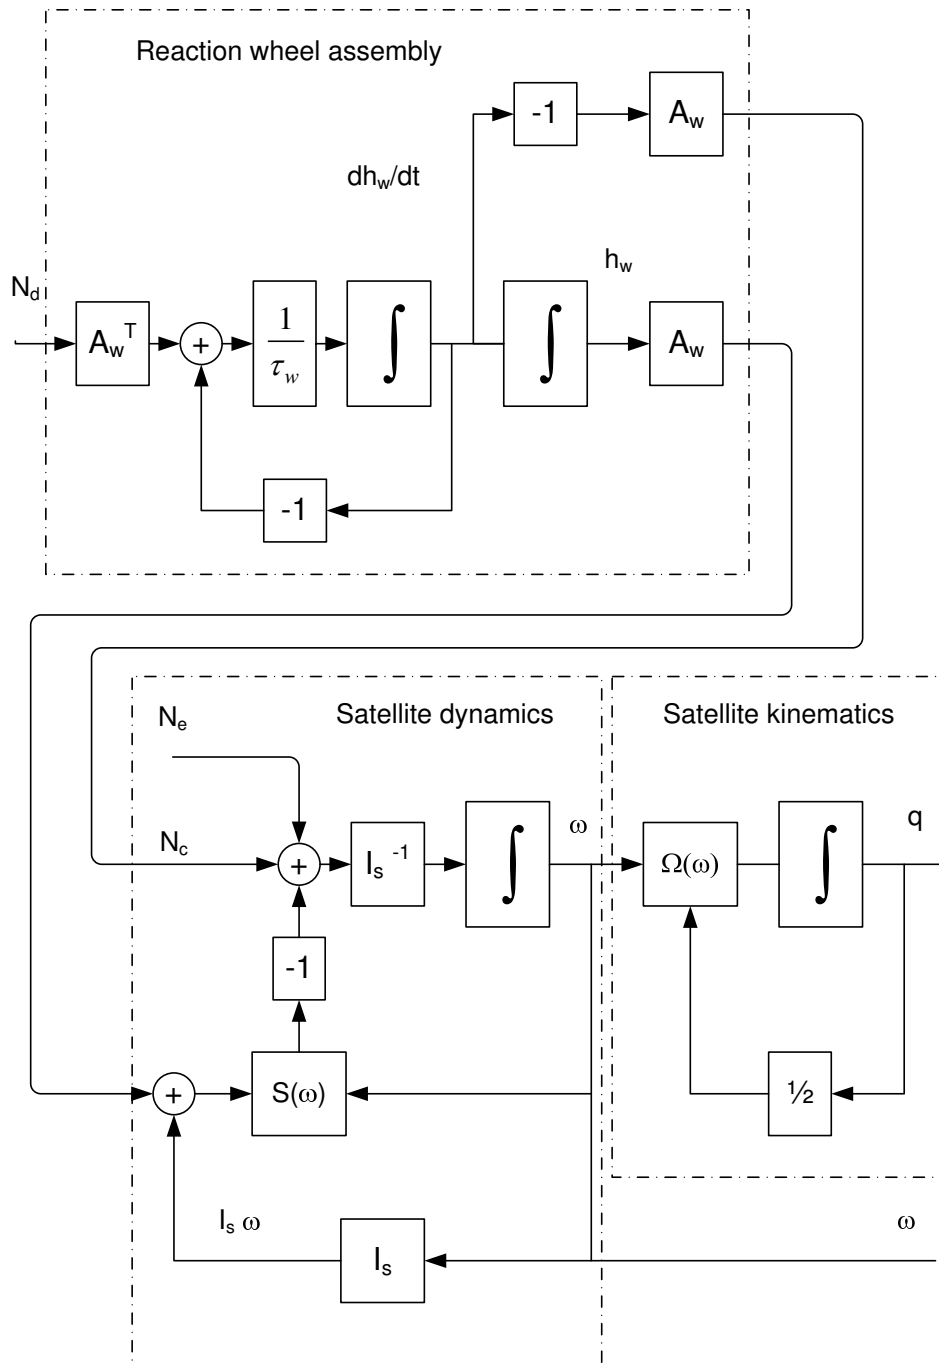 Reaction wheel assembly
-1
A_w
dh_w/dt
h_w
N_d
A_w^T
+
1
τ_w
∫
∫
A_w
-1
N_e
Satellite dynamics
Satellite kinematics
N_c
+
I_s^-1
∫
ω
Ω(ω)
∫
q
-1
+
S(ω)
½
I_s ω
I_s
ω